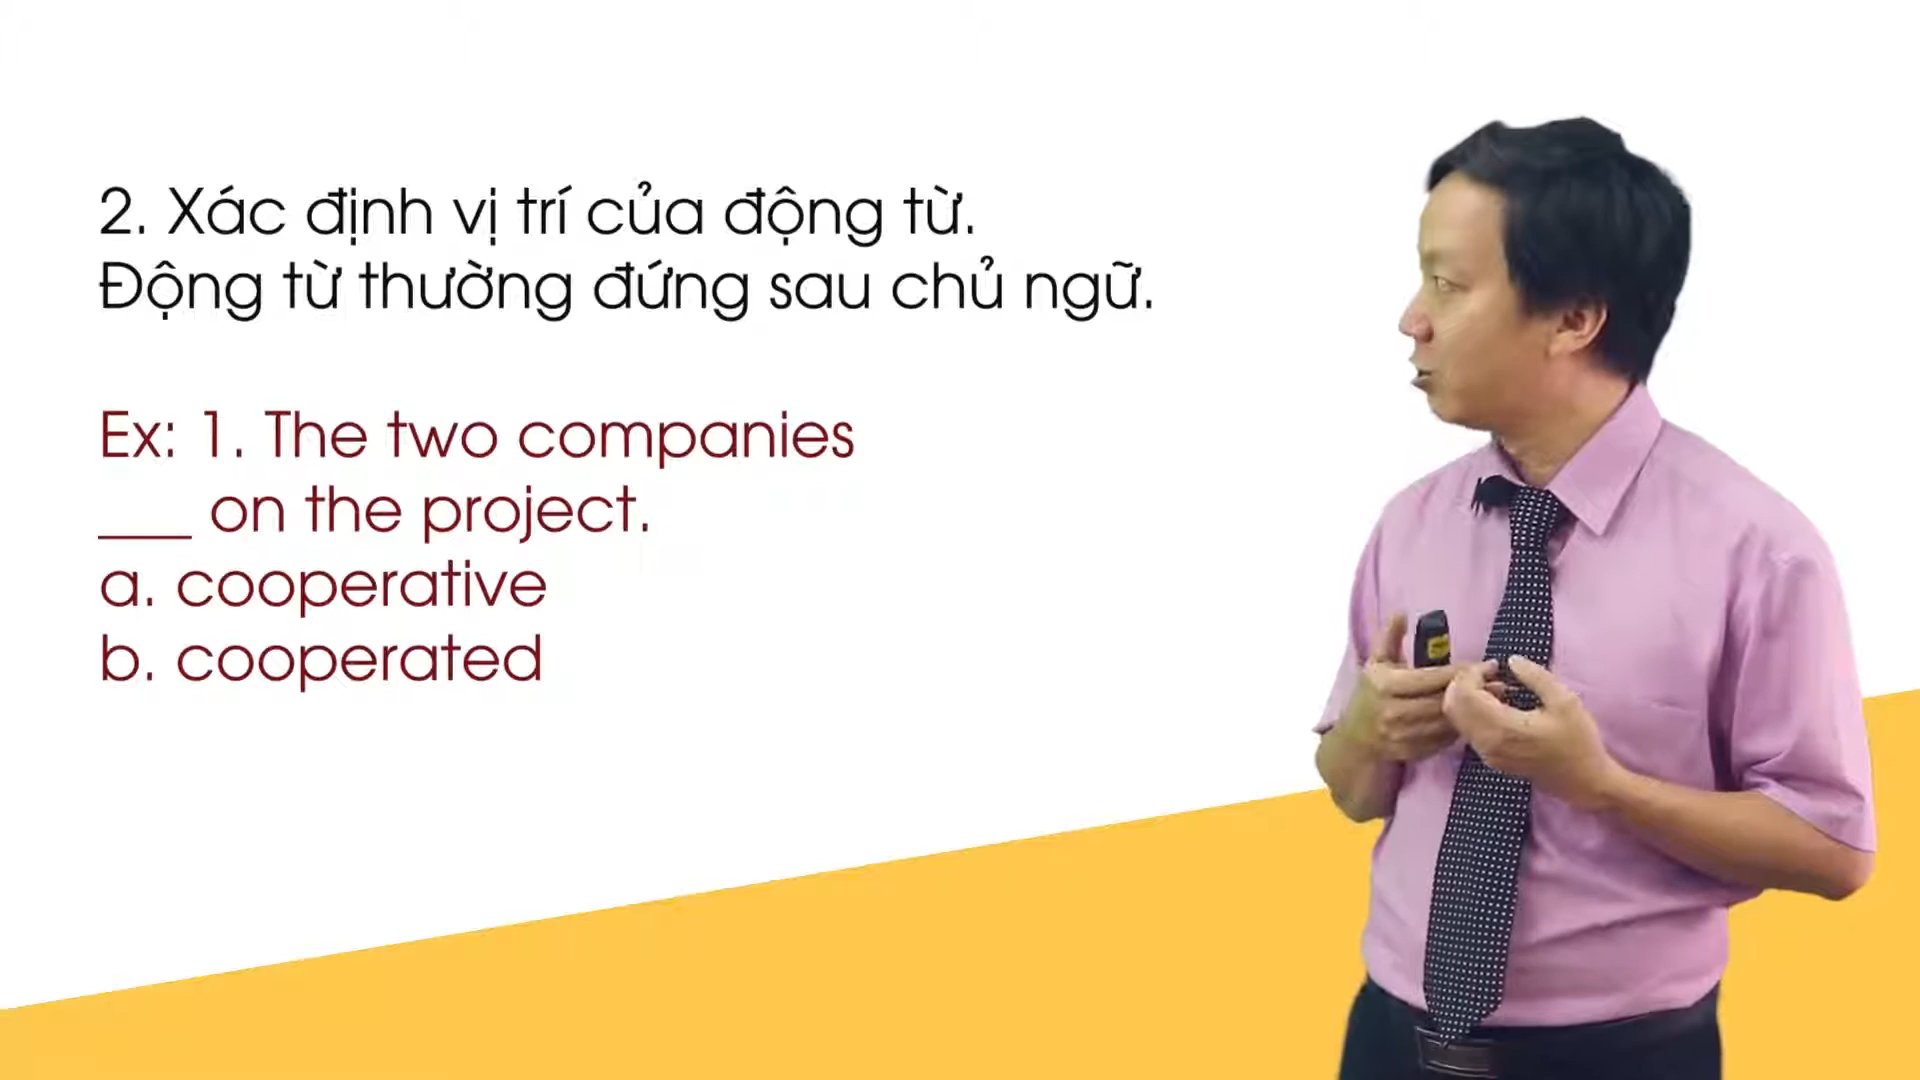 2. Xác định vị trí của động từ.
Động từ thường đứng sau chủ ngữ.
Ex: 1. The two companies
___ on the project.
a. cooperative
b. cooperated